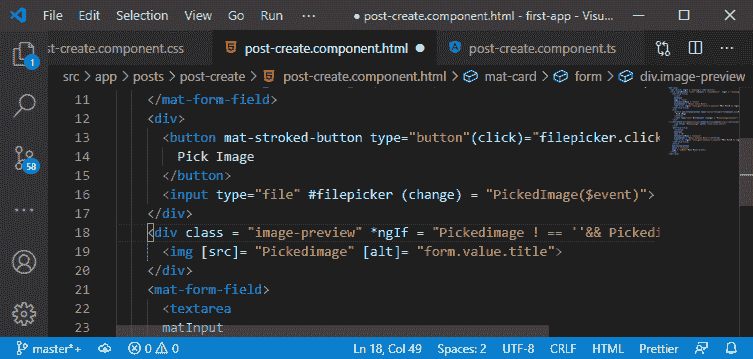 File Edit Selection View Go Run ... ● post-create.component.html - first-app - Visu...
st-create.component.css post-create.component.html ● post-create.component.ts
src > app > posts > post-create > post-create.component.html > mat-card > form > div.image-preview
11 </mat-form-field>
12 <div>
13 <button mat-stroked-button type="button"(click)="filepicker.click
14 Pick Image
15 </button>
16 <input type="file" #filepicker (change) = "PickedImage($event)">
17 </div>
18 <div class = "image-preview" *ngIf = "Pickedimage ! == ''&& Pickedi
19 <img [src]= "Pickedimage" [alt]= "form.value.title">
20 </div>
21 <mat-form-field>
22 <textarea
23 matInput
1
58
master*+ 0 0 Ln 18, Col 49 Spaces: 2 UTF-8 CRLF HTML Prettier